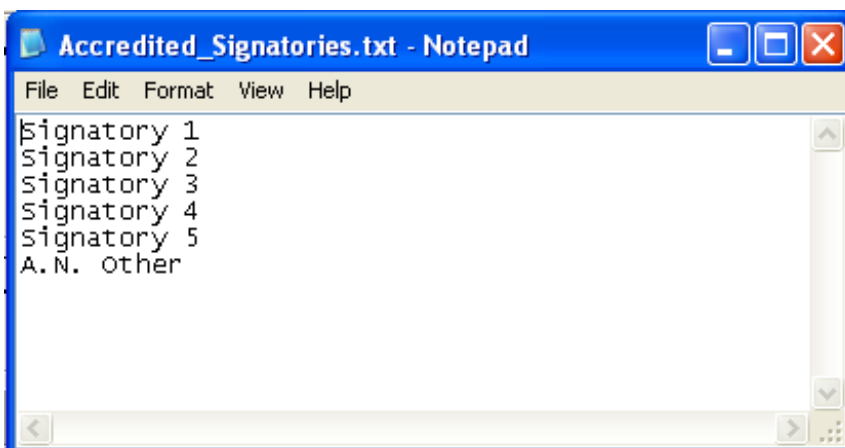 Accredited_Signatories.txt - Notepad
File Edit Format View Help
Signatory 1
Signatory 2
Signatory 3
Signatory 4
Signatory 5
A.N. Other